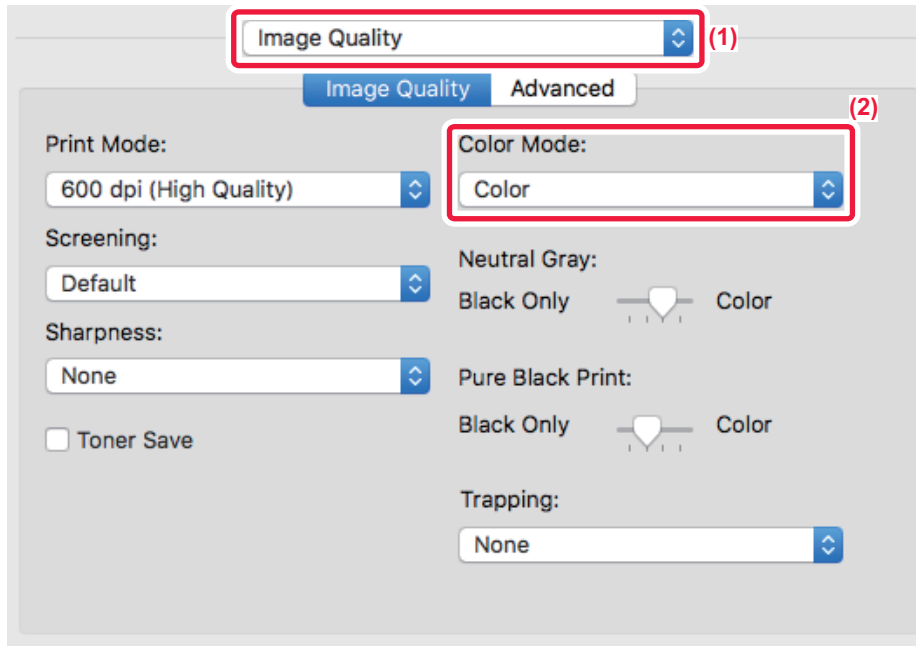 Image Quality
(1)
Image Quality
Advanced
(2)
Print Mode:
600 dpi (High Quality)
Screening:
Default
Sharpness:
None
Toner Save
Color Mode:
Color
Neutral Gray:
Black Only Color
Pure Black Print:
Black Only Color
Trapping:
None